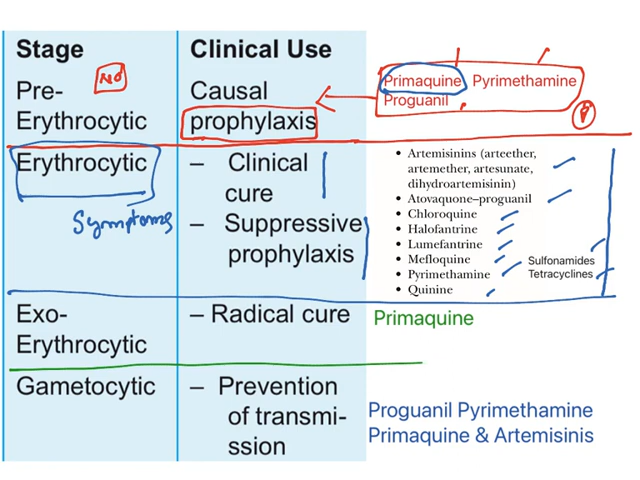 Stage
Clinical Use
No
Pre-
Erythrocytic
Causal
prophylaxis
Primaquine Pyrimethamine
Proguanil
P
Erythrocytic
Symptoms
– Clinical
cure
– Suppressive
prophylaxis
• Artemisinins (arteether,
artemether, artesunate,
dihydroartemisinin)
• Atovaquone–proguanil
• Chloroquine
• Halofantrine
• Lumefantrine
• Mefloquine
• Pyrimethamine
• Quinine
Sulfonamides
Tetracyclines
Exo-
Erythrocytic
– Radical cure
Primaquine
Gametocytic
– Prevention
of transmi-
ssion
Proguanil Pyrimethamine
Primaquine & Artemisinis